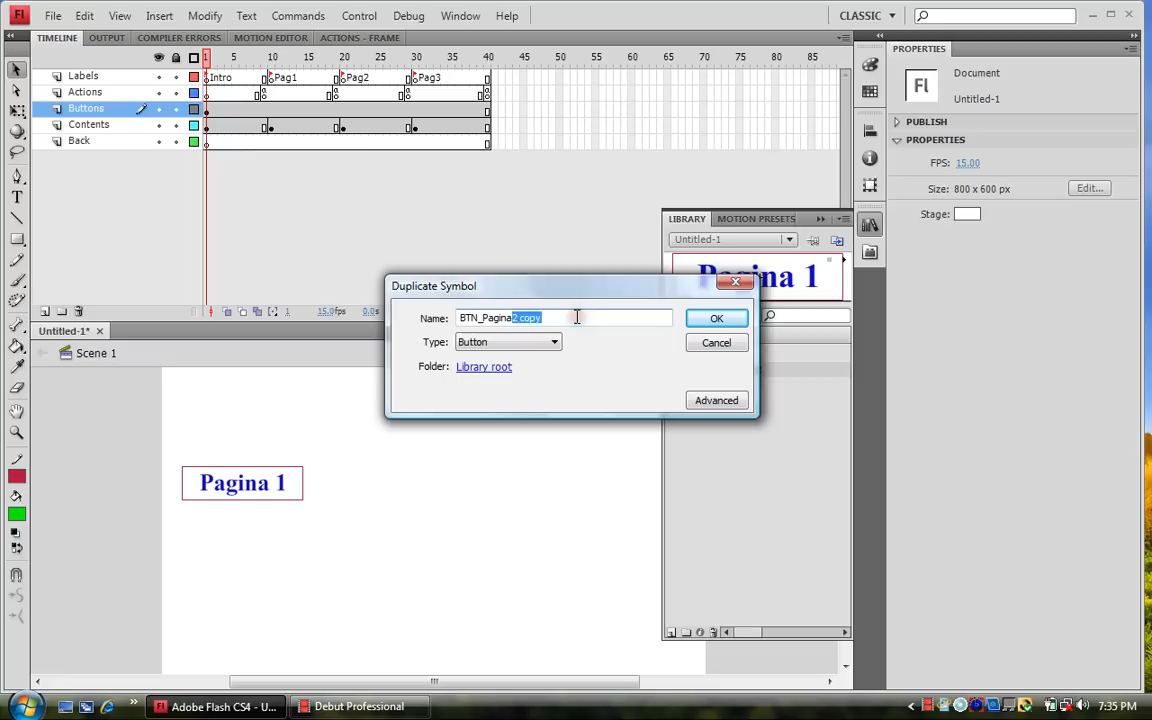 Fl File Edit View Insert Modify Text Commands Control Debug Window Help CLASSIC
TIMELINE OUTPUT COMPILER ERRORS MOTION EDITOR ACTIONS - FRAME
PROPERTIES
1 5 10 15 20 25 30 35 40 45 50 55 60 65 70 75 80 85
Labels Intro Pag1 Pag2 Pag3
Actions
Buttons
Contents
Back
Fl Document
Untitled-1
PUBLISH
PROPERTIES
FPS: 15.00
Size: 800 x 600 px Edit...
Stage:
LIBRARY MOTION PRESETS
Untitled-1
Pagina 1
Duplicate Symbol
Name: BTN_Pagina2 copy OK
Type: Button Cancel
Folder: Library root
Advanced
1 15.0fps 0.0s
Untitled-1*
Scene 1
Pagina 1
Fl Adobe Flash CS4 - U... Debut Professional 7:35 PM